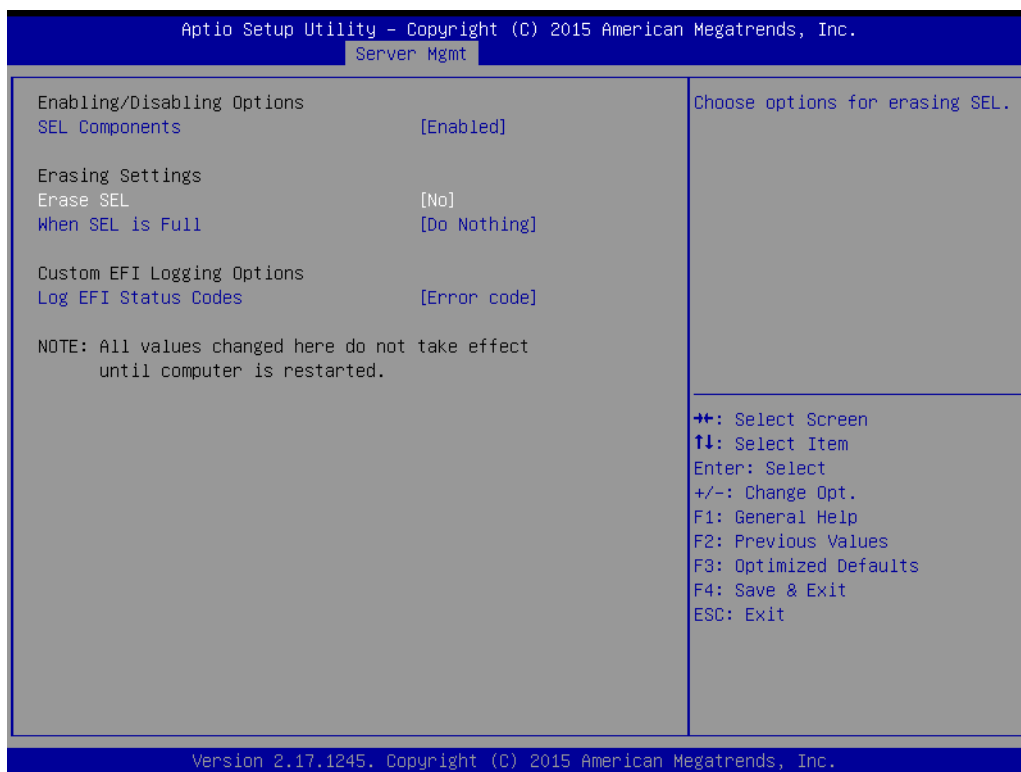 Aptio Setup Utility – Copyright (C) 2015 American Megatrends, Inc.
Server Mgmt
Enabling/Disabling Options
SEL Components [Enabled]
Erasing Settings
Erase SEL [No]
When SEL is Full [Do Nothing]
Custom EFI Logging Options
Log EFI Status Codes [Error code]
NOTE: All values changed here do not take effect
until computer is restarted.
Choose options for erasing SEL.
→←: Select Screen
↑↓: Select Item
Enter: Select
+/-: Change Opt.
F1: General Help
F2: Previous Values
F3: Optimized Defaults
F4: Save & Exit
ESC: Exit
Version 2.17.1245. Copyright (C) 2015 American Megatrends, Inc.